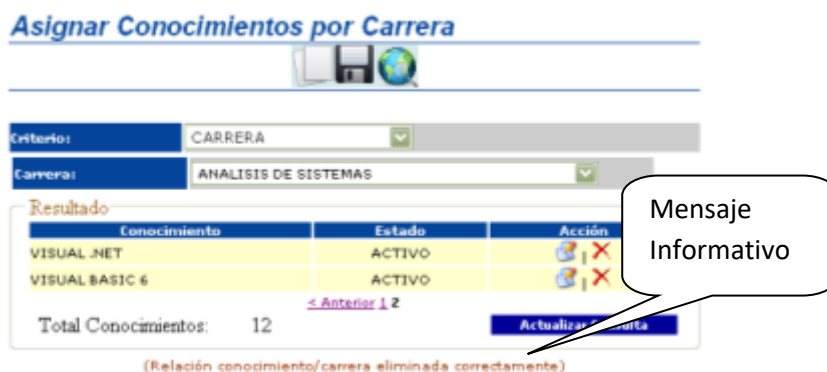 Asignar Conocimientos por Carrera
Criterio: CARRERA
Carrera: ANALISIS DE SISTEMAS
Resultado
Conocimiento Estado Acción
VISUAL .NET ACTIVO |
VISUAL BASIC 6 ACTIVO |
< Anterior 1 2
Total Conocimientos: 12 Actualizar
(Relación conocimiento/carrera eliminada correctamente)
Mensaje
Informativo